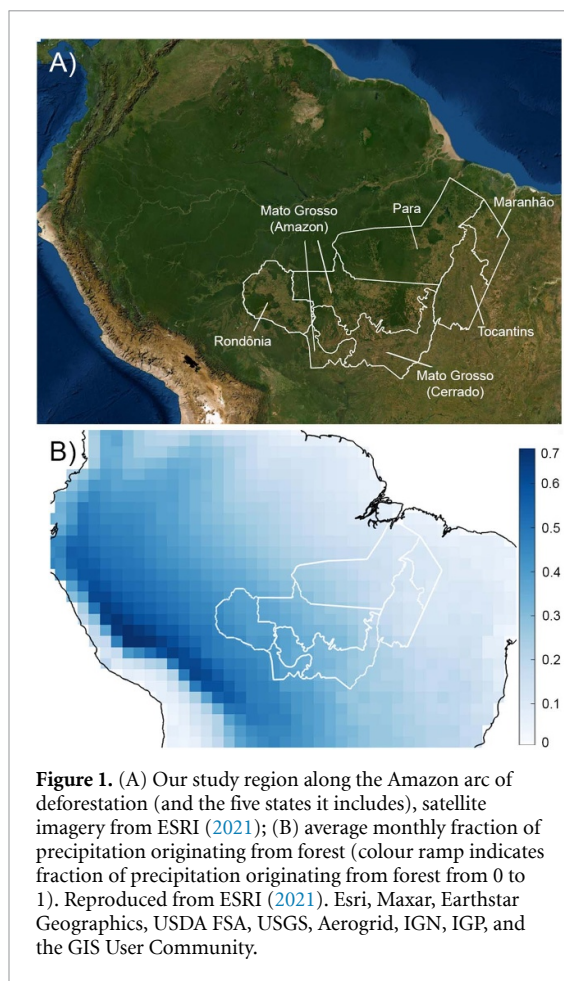 A)
Mato Grosso
(Amazon)
Para
Maranhão
Rondônia
Tocantins
Mato Grosso
(Cerrado)
B)
0.7
0.6
0.5
0.4
0.3
0.2
0.1
0
Figure 1. (A) Our study region along the Amazon arc of
deforestation (and the five states it includes), satellite
imagery from ESRI (2021); (B) average monthly fraction of
precipitation originating from forest (colour ramp indicates
fraction of precipitation originating from forest from 0 to
1). Reproduced from ESRI (2021). Esri, Maxar, Earthstar
Geographics, USDA FSA, USGS, Aerogrid, IGN, IGP, and
the GIS User Community.